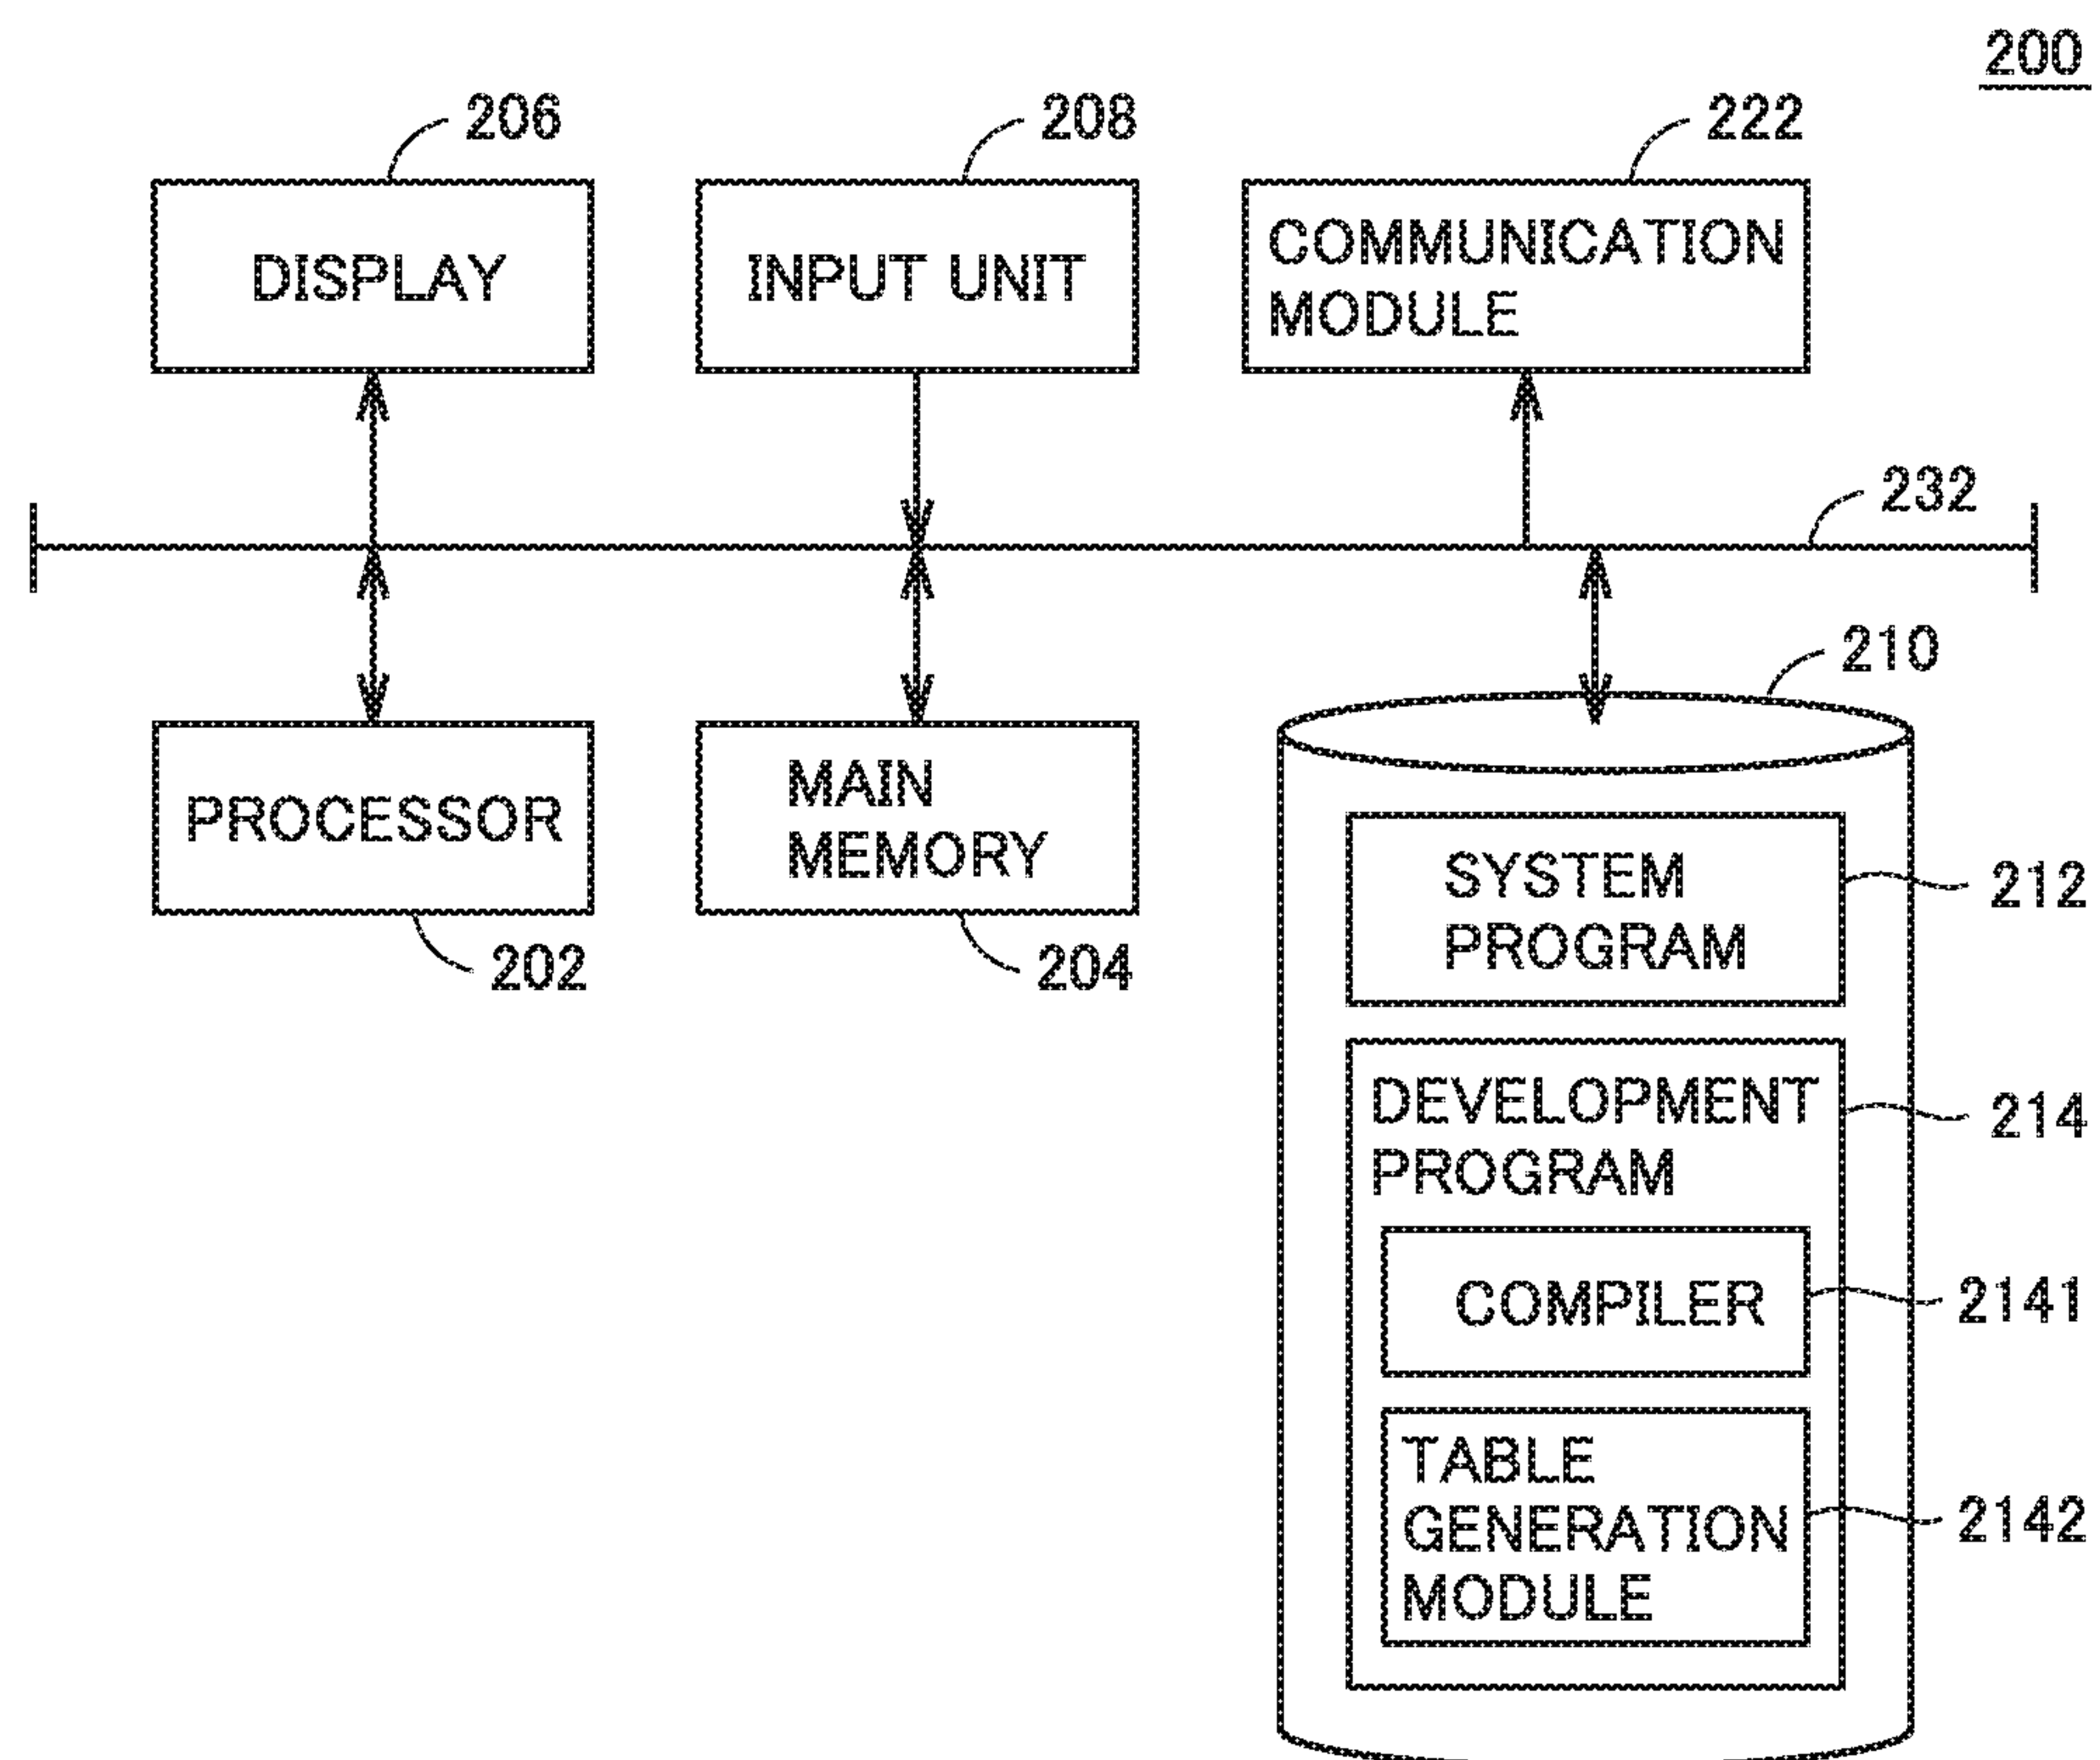 200
206
208
222
DISPLAY
INPUT UNIT
COMMUNICATION
MODULE
232
210
PROCESSOR
MAIN
MEMORY
202
204
SYSTEM
PROGRAM
212
DEVELOPMENT
PROGRAM
214
COMPILER
2141
TABLE
GENERATION
MODULE
2142